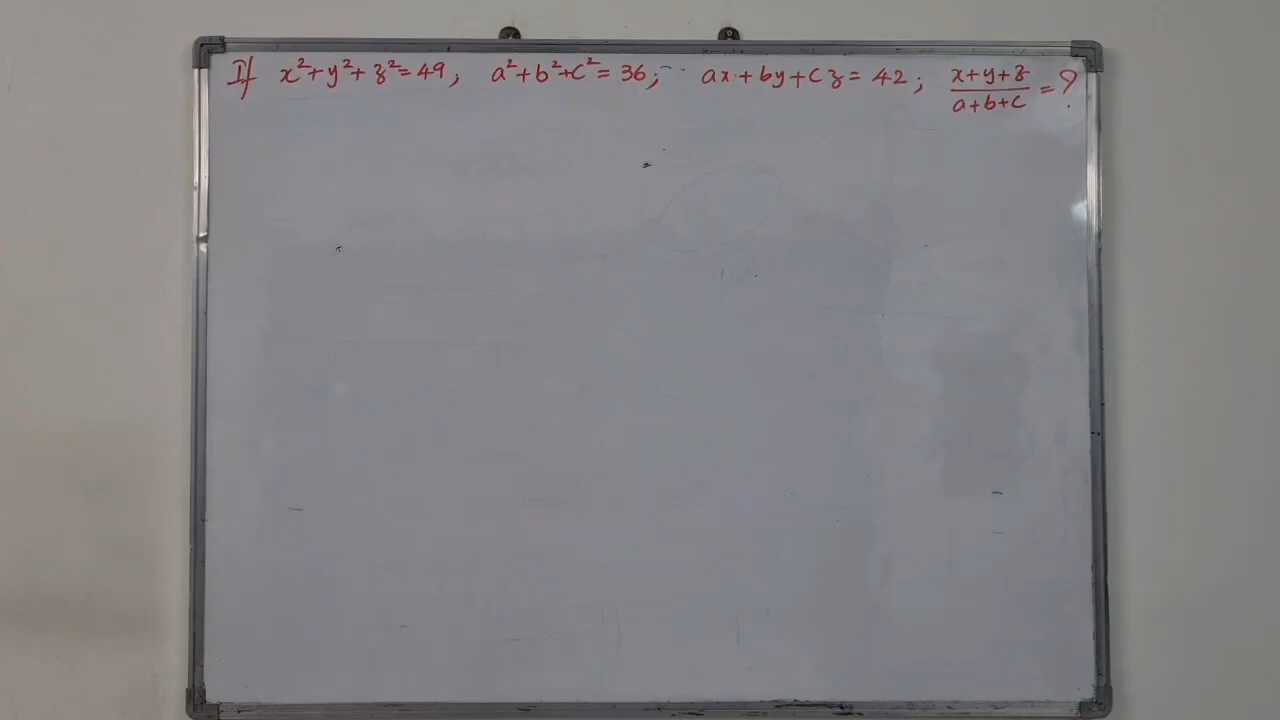 If x²+y²+z²=49; a²+b²+c²=36; ax+by+cz=42; (x+y+z)/(a+b+c)=?